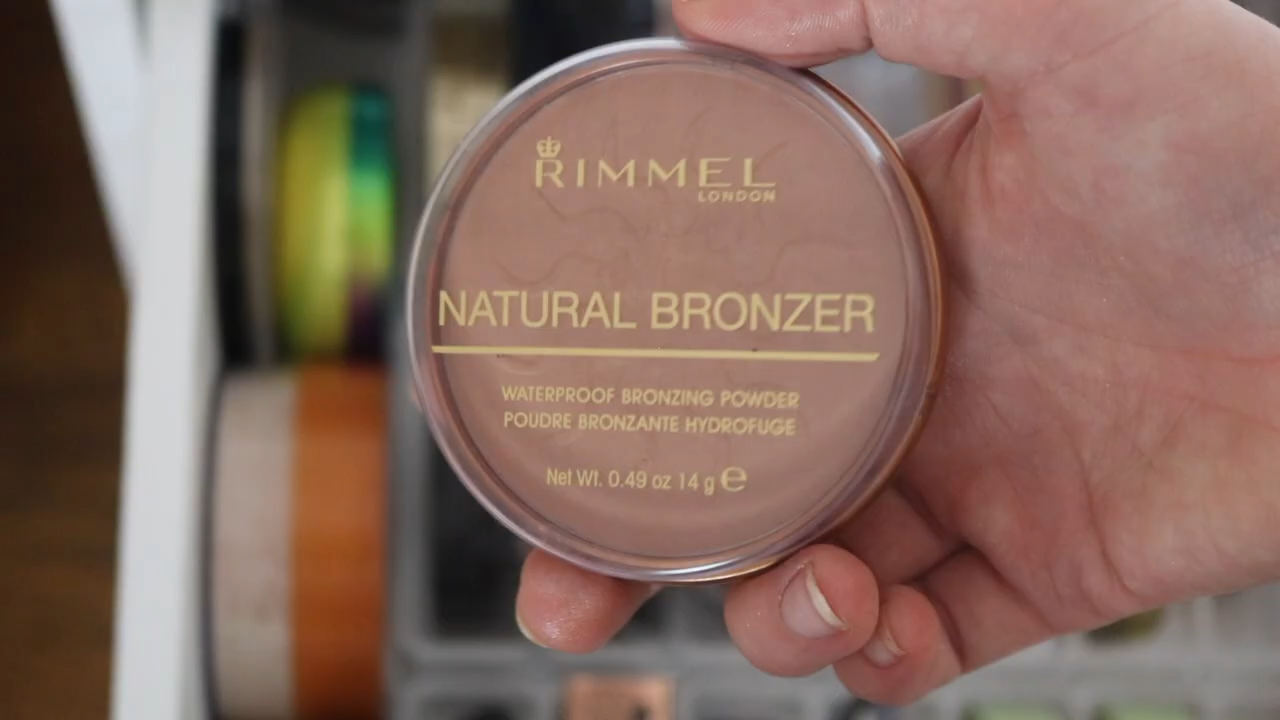 RIMMEL
LONDON
NATURAL BRONZER
WATERPROOF BRONZING POWDER
POUDRE BRONZANTE HYDROFUGE
Net Wt. 0.49 oz 14 g ℮